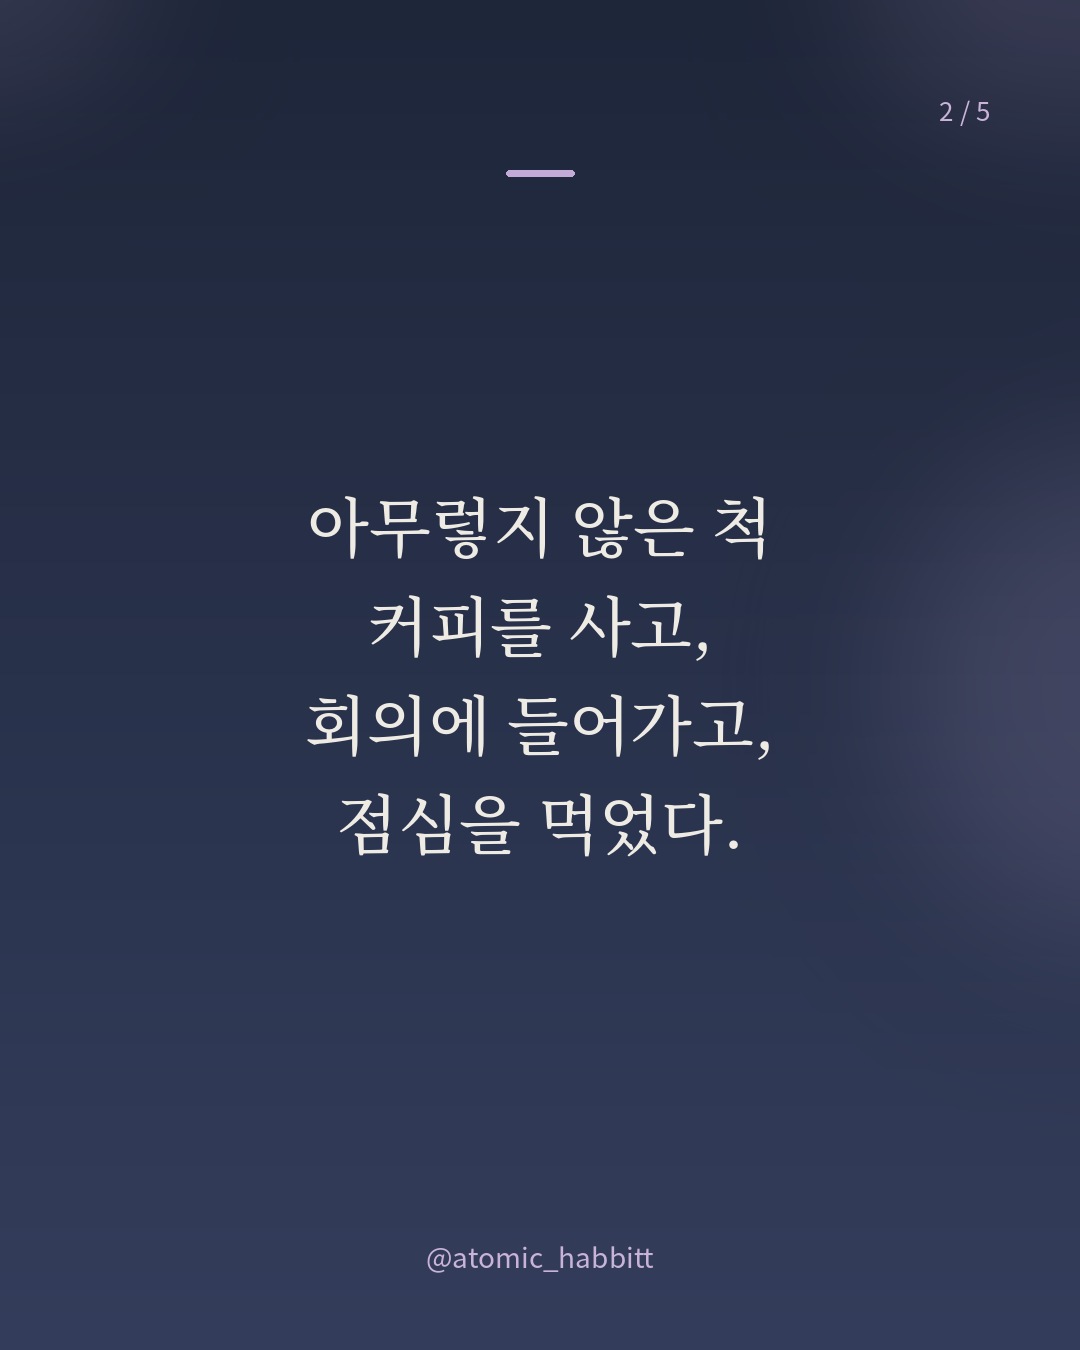 2 / 5
아무렇지 않은 척
커피를 사고,
회의에 들어가고,
점심을 먹었다.
@atomic_habbitt